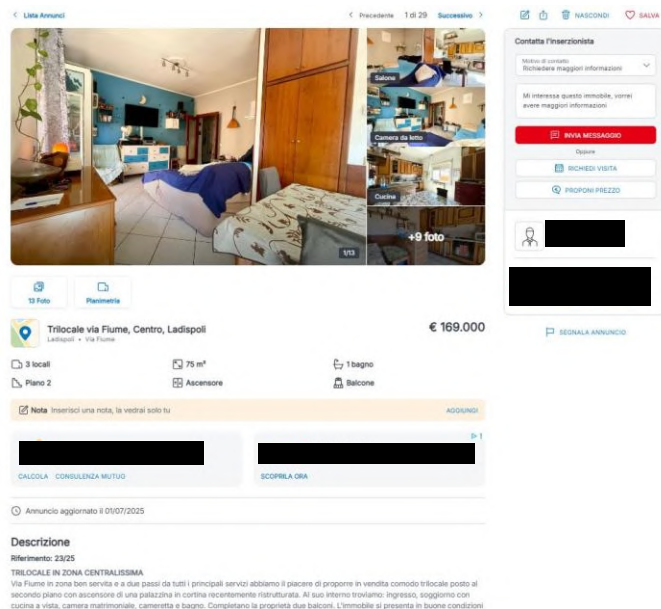 Lista Annunci
Precedente 1 di 29 Successivo
NASCONDI SALVA
Salone
Camera da letto
Cucina
+9 foto
1/13
Contatta l'Inserzionista
Motivo di contatto
Richiedere maggiori informazioni
Mi interessa questo immobile, vorrei
avere maggiori informazioni
INVIA MESSAGGIO
Oppure
RICHIEDI VISITA
PROPONI PREZZO
SEGNALA ANNUNCIO
13 Foto
Planimetria
Trilocale via Fiume, Centro, Ladispoli
Ladispoli • Via Fiume
€ 169.000
3 locali
75 m²
1 bagno
Piano 2
Ascensore
Balcone
Nota Inserisci una nota, la vedrai solo tu
AGGIUNGI
CALCOLA CONSULENZA MUTUO
SCOPRILA ORA
Annuncio aggiornato il 01/07/2025
Descrizione
Riferimento: 23/25
TRILOCALE IN ZONA CENTRALISSIMA
Via Fiume in zona ben servita e a due passi da tutti i principali servizi abbiamo il piacere di proporre in vendita comodo trilocale posto al
secondo piano con ascensore di una palazzina in cortina recentemente ristrutturata. Al suo interno troviamo: ingresso, soggiorno con
cucina a vista, camera matrimoniale, cameretta e bagno. Completano la proprietà due balconi. L'immobile si presenta in buone condizioni